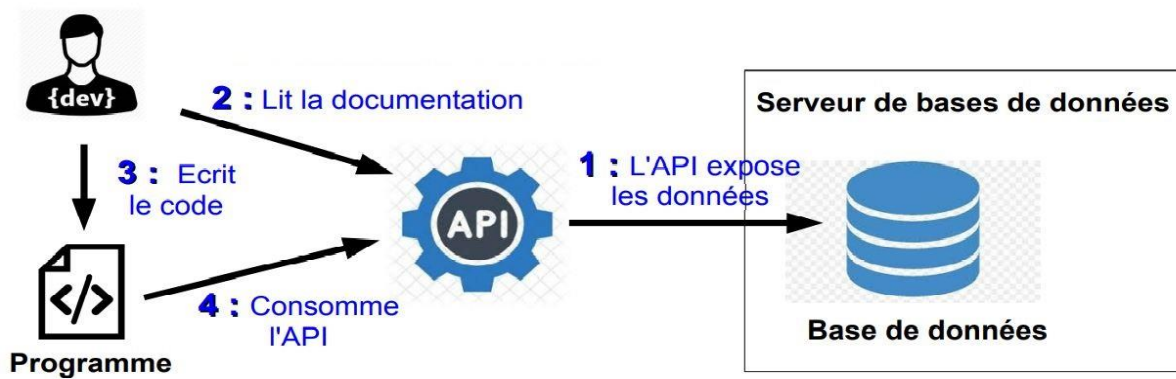 {dev}
2 : Lit la documentation
3 : Ecrit
le code
Programme
4 : Consomme
l'API
API
1 : L'API expose
les données
Serveur de bases de données
Base de données